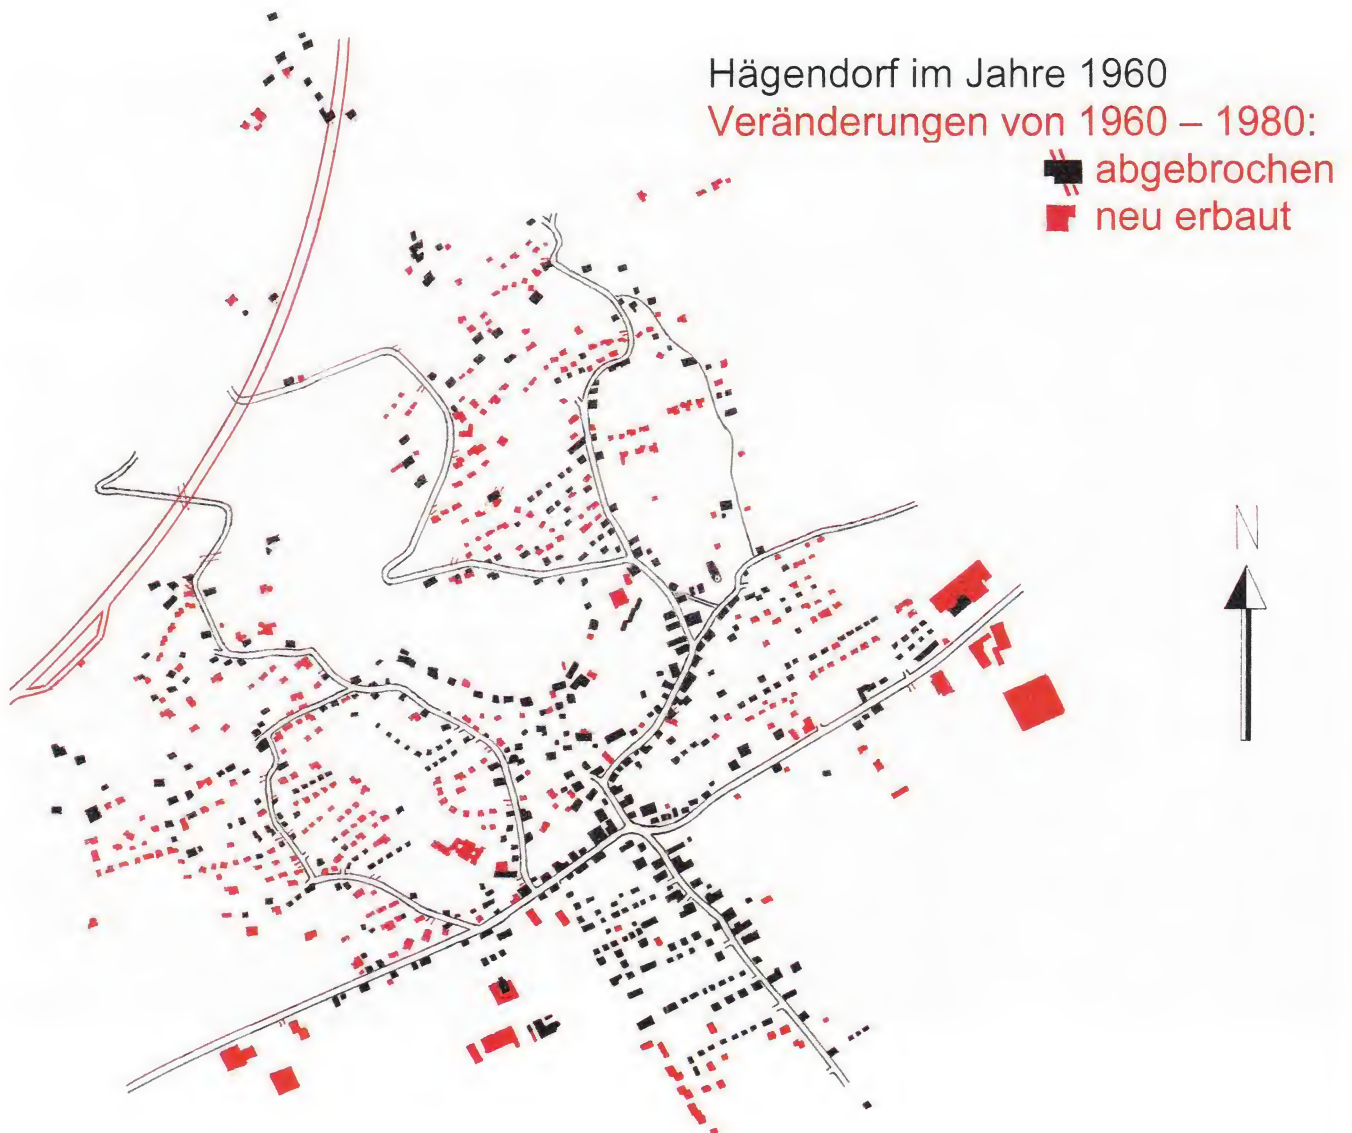 Hägendorf im Jahre 1960
Veränderungen von 1960 – 1980:
abgebrochen
neu erbaut
N